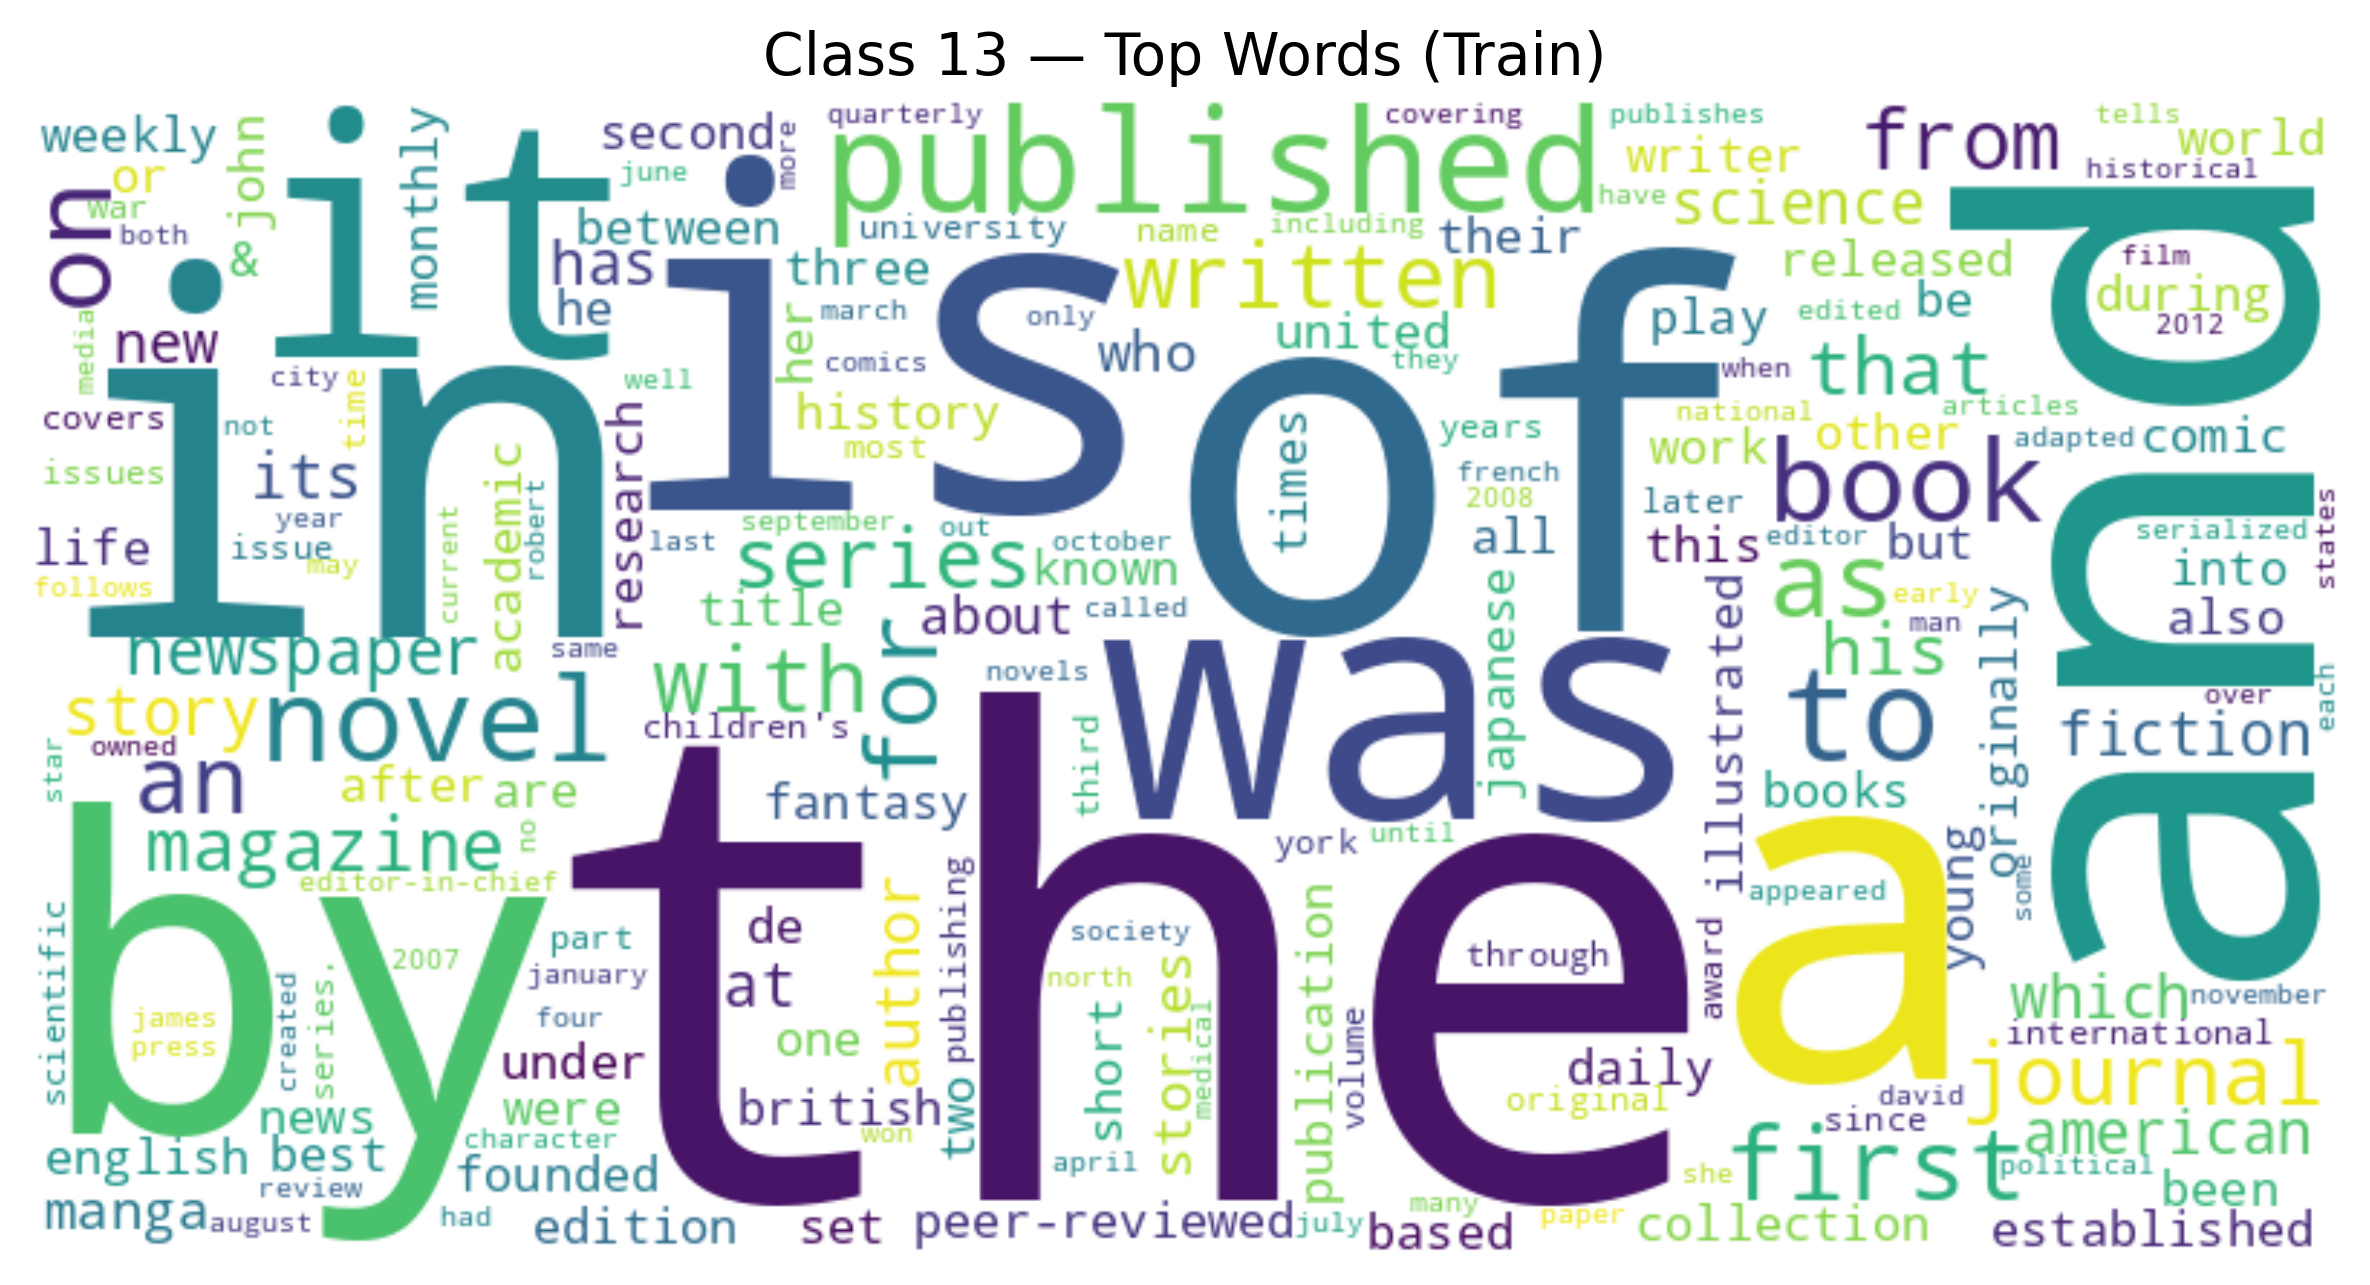 Class 13 — Top Words (Train)
weekly
or
war
both
on
& john
monthly
it
second
more
june
between
has
he
quarterly
published
covering
publishes
writer
from
tells
world
historical
have
science
university
name
including
their
three
written
released
film
during
2012
and
media
new
in
is
of
her
march
only
comics
who
united
they
play
edited
be
when
that
city
time
well
covers
not
history
most
times
years
national
articles
work
other
adapted
comic
issues
its
academic
robert
research
french
2008
later
book
year
life
issue
may
current
last
september
out
october
series
known
all
this
editor
but
serialized
states
into
follows
title
about
called
japanese
illustrated
as
early
also
man
his
originally
newspaper
same
with
for
novels
was
to
over
each
story
novel
children's
third
owned
fiction
star
an
after
are
fantasy
books
magazine
no
york
until
young
some
by
editor-in-chief
the
a
appeared
scientific
2007
part
de
author
publishing
society
publication
through
award
which
november
january
at
north
james
press
created
series.
four
one
short
stories
medical
volume
international
under
daily
journal
news
were
british
two
original
david
since
english
best
character
won
april
first
american
review
founded
she
political
been
manga
august
had
edition
set
peer-reviewed
july
based
many
paper
collection
established